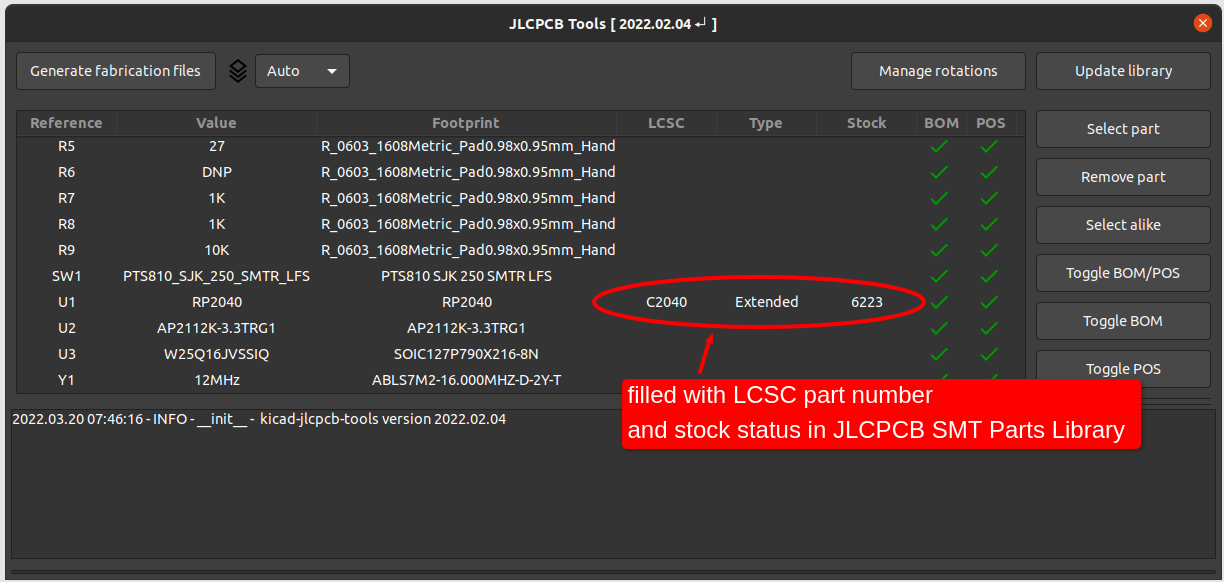 JLCPCB Tools [ 2022.02.04 ↵ ]
Generate fabrication files Auto Manage rotations Update library
Reference Value Footprint LCSC Type Stock BOM POS
R5 27 R_0603_1608Metric_Pad0.98x0.95mm_Hand
R6 DNP R_0603_1608Metric_Pad0.98x0.95mm_Hand
R7 1K R_0603_1608Metric_Pad0.98x0.95mm_Hand
R8 1K R_0603_1608Metric_Pad0.98x0.95mm_Hand
R9 10K R_0603_1608Metric_Pad0.98x0.95mm_Hand
SW1 PTS810_SJK_250_SMTR_LFS PTS810 SJK 250 SMTR LFS
U1 RP2040 RP2040 C2040 Extended 6223
U2 AP2112K-3.3TRG1 AP2112K-3.3TRG1
U3 W25Q16JVSSIQ SOIC127P790X216-8N
Y1 12MHz ABLS7M2-16.000MHZ-D-2Y-T
Select part
Remove part
Select alike
Toggle BOM/POS
Toggle BOM
Toggle POS
filled with LCSC part number
and stock status in JLCPCB SMT Parts Library
2022.03.20 07:46:16 - INFO - __init__ - kicad-jlcpcb-tools version 2022.02.04